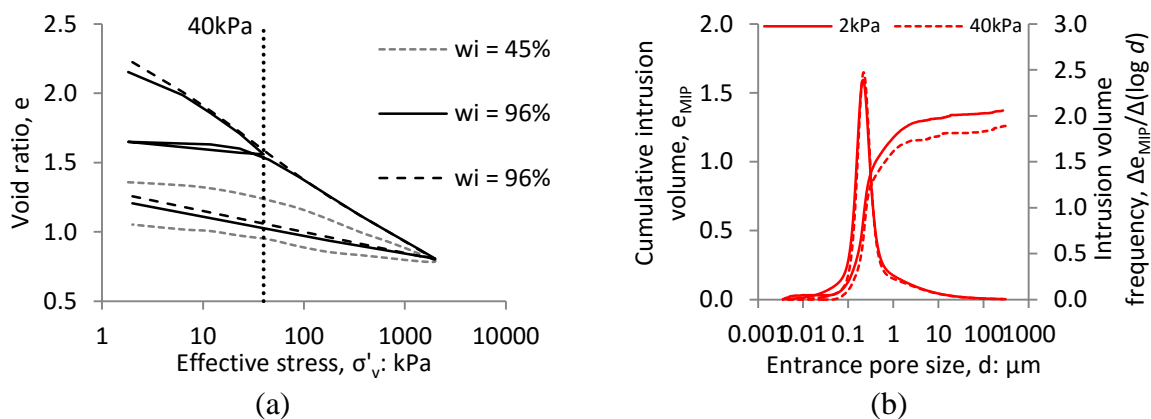 40kPa
wi = 45%
wi = 96%
wi = 96%
2.5
2.0
1.5
1.0
0.5
Void ratio, e
1 10 100 1000 10000
Effective stress, σ'v: kPa
(a)
2kPa 40kPa
2.0
1.5
1.0
0.5
0.0
Cumulative intrusion
volume, eMIP
3.0
2.5
2.0
1.5
1.0
0.5
0.0
Intrusion volume
frequency, ΔeMIP/Δ(log d)
0.001 0.01 0.1 1 10 100 300
Entrance pore size, d: μm
(b)